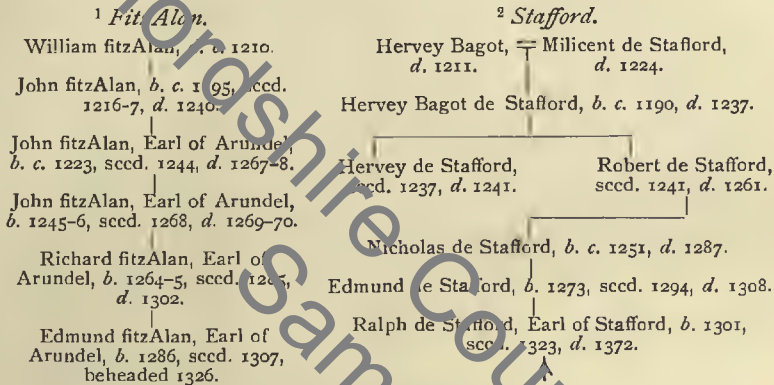 ¹ Fitz Alan.
William fitzAlan, d. c. 1210.
John fitzAlan, b. c. 1195, sccd.
1216-7, d. 1240.
John fitzAlan, Earl of Arundel,
b. c. 1223, sccd. 1244, d. 1267-8.
John fitzAlan, Earl of Arundel,
b. 1245-6, sccd. 1268, d. 1269-70.
Richard fitzAlan, Earl of
Arundel, b. 1264-5, sccd.
d. 1302.
Edmund fitzAlan, Earl of
Arundel, b. 1286, sccd. 1307,
beheaded 1326.
² Stafford.
Hervey Bagot, = Milicent de Stafford,
d. 1211. d. 1224.
Hervey Bagot de Stafford, b. c. 1190, d. 1237.
Hervey de Stafford, Robert de Stafford,
sccd. 1237, d. 1241. sccd. 1241, d. 1261.
Nicholas de Stafford, b. c. 1251, d. 1287.
Edmund de Stafford, b. 1273, sccd. 1294, d. 1308.
Ralph de Stafford, Earl of Stafford, b. 1301,
sccd. 1323, d. 1372.
ordshire Cou
Sam